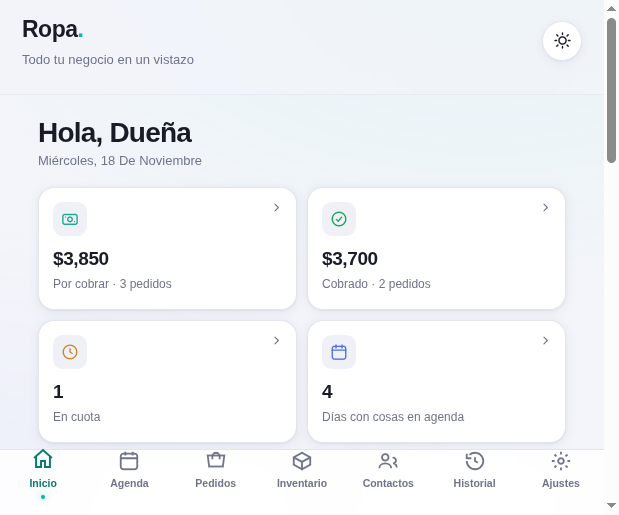 Ropa.
Todo tu negocio en un vistazo
Hola, Dueña
Miércoles, 18 De Noviembre
$3,850
Por cobrar · 3 pedidos
$3,700
Cobrado · 2 pedidos
1
En cuota
4
Días con cosas en agenda
Inicio
Agenda
Pedidos
Inventario
Contactos
Historial
Ajustes